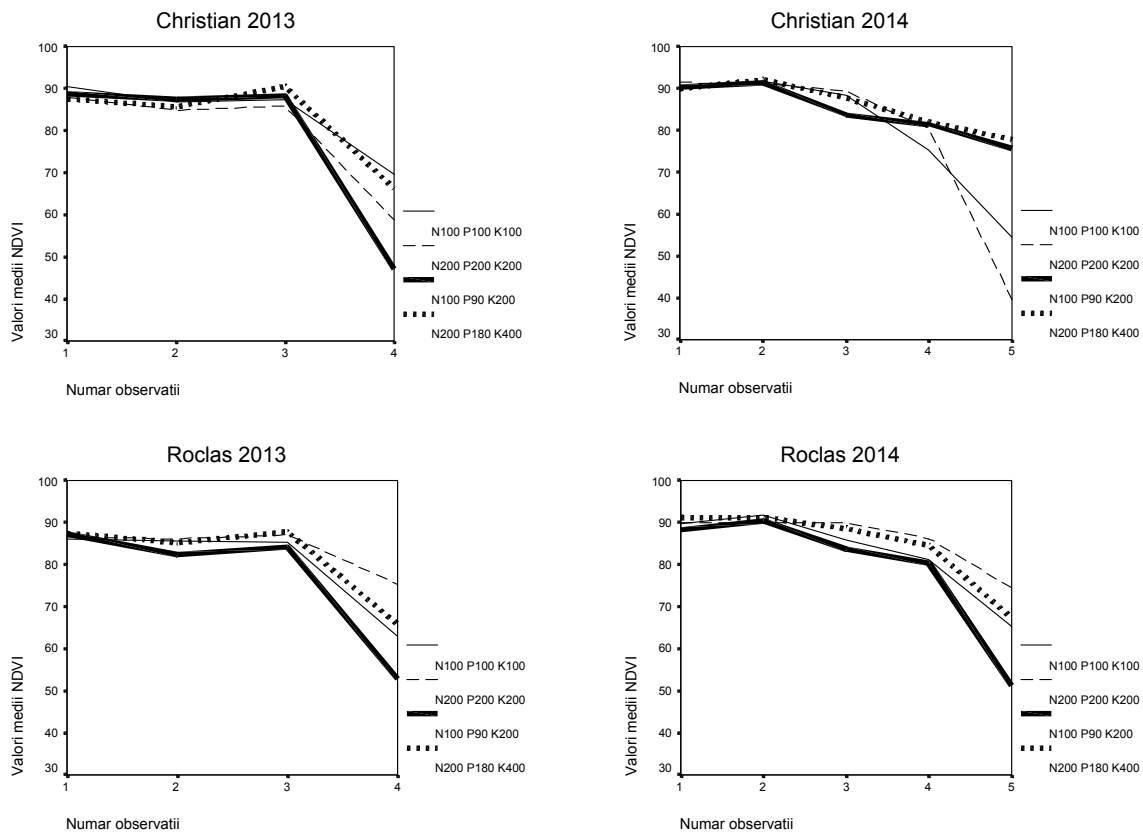 Christian 2013
100
90
80
70
60
50
40
30
Valori medii NDVI
1 2 3 4
Numar observatii
N100 P100 K100
N200 P200 K200
N100 P90 K200
N200 P180 K400
Christian 2014
100
90
80
70
60
50
40
30
Valori medii NDVI
1 2 3 4 5
Numar observatii
N100 P100 K100
N200 P200 K200
N100 P90 K200
N200 P180 K400
Roclas 2013
100
90
80
70
60
50
40
30
Valori medii NDVI
1 2 3 4
Numar observatii
N100 P100 K100
N200 P200 K200
N100 P90 K200
N200 P180 K400
Roclas 2014
100
90
80
70
60
50
40
30
Valori medii NDVI
1 2 3 4 5
Numar observatii
N100 P100 K100
N200 P200 K200
N100 P90 K200
N200 P180 K400